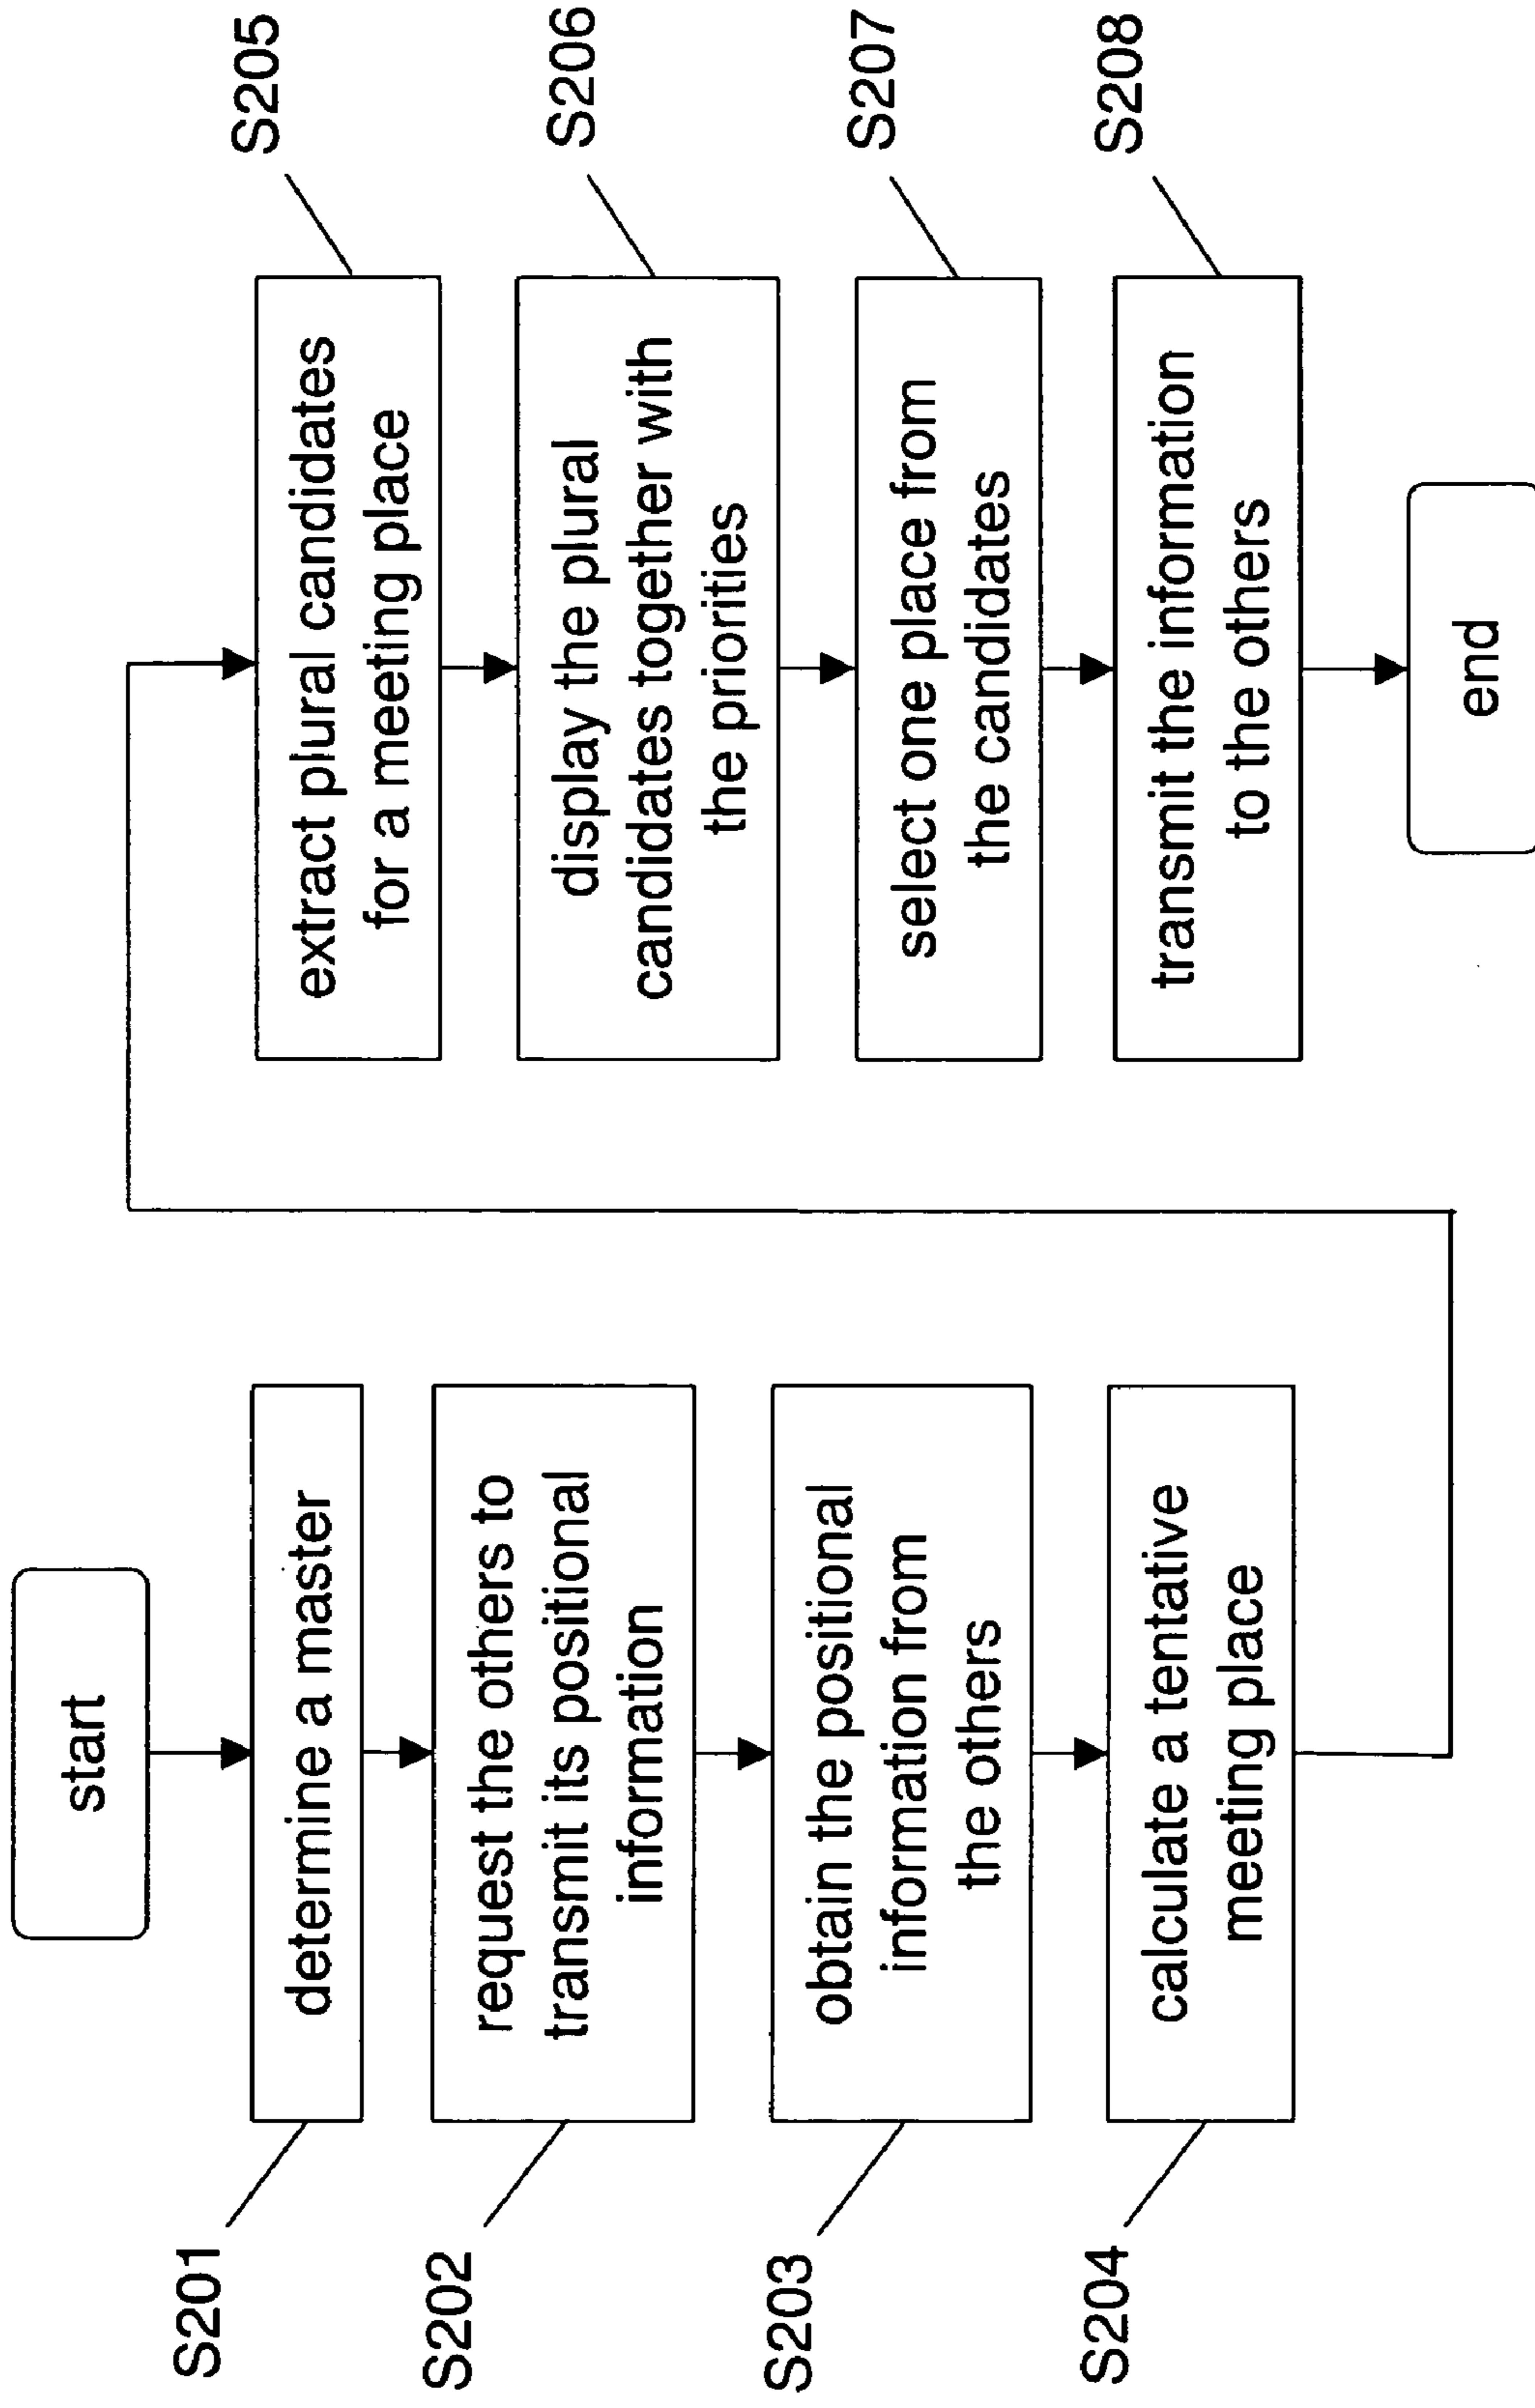 start
S201
determine a master
S202
request the others to
transmit its positional
information
S203
obtain the positional
information from
the others
S204
calculate a tentative
meeting place
S205
extract plural candidates
for a meeting place
S206
display the plural
candidates together with
the priorities
S207
select one place from
the candidates
S208
transmit the information
to the others
end